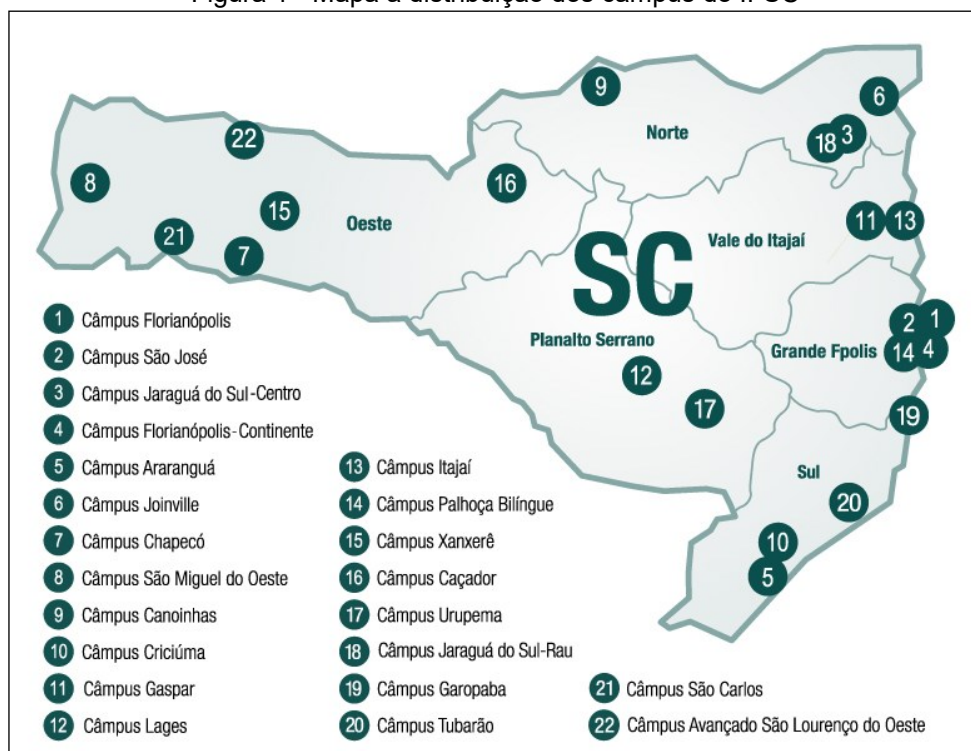 Figura 1 - Mapa a distribuição dos câmpus do IFSC
9
6
Norte
3
18
22
8
16
15
Oeste
11
13
21
Vale do Itajaí
7
SC
1 Câmpus Florianópolis
2
1
Planalto Serrano
Grande Fpolis
2 Câmpus São José
14
4
12
3 Câmpus Jaraguá do Sul-Centro
17
19
4 Câmpus Florianópolis-Continente
5 Câmpus Araranguá
13 Câmpus Itajaí
Sul
6 Câmpus Joinville
14 Câmpus Palhoça Bilíngue
20
7 Câmpus Chapecó
15 Câmpus Xanxerê
10
8 Câmpus São Miguel do Oeste
16 Câmpus Caçador
5
9 Câmpus Canoinhas
17 Câmpus Urupema
10 Câmpus Criciúma
18 Câmpus Jaraguá do Sul-Rau
11 Câmpus Gaspar
19 Câmpus Garopaba
21 Câmpus São Carlos
12 Câmpus Lages
20 Câmpus Tubarão
22 Câmpus Avançado São Lourenço do Oeste